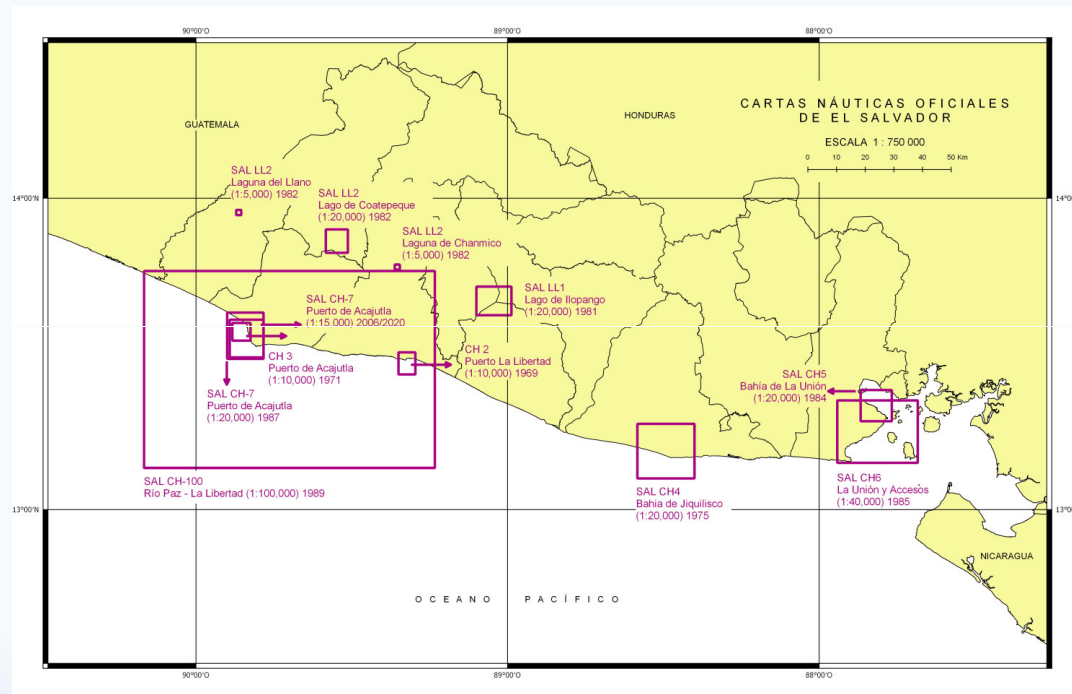 90°00'O
89°00'O
88°00'O
CARTAS NÁUTICAS OFICIALES
DE EL SALVADOR
ESCALA 1 : 750 000
0 10 20 30 40 50 Km
GUATEMALA
HONDURAS
14°00'N
14°00'N
SAL LL2
Laguna del Llano
(1:5,000) 1982
SAL LL2
Lago de Coatepeque
(1:20,000) 1982
SAL LL2
Laguna de Chanmico
(1:5,000) 1982
SAL LL1
Lago de Ilopango
(1:20,000) 1981
SAL CH-7
Puerto de Acajutla
(1:15,000) 2006/2020
CH 3
Puerto de Acajutla
(1:10,000) 1971
CH 2
Puerto La Libertad
(1:10,000) 1969
SAL CH-7
Puerto de Acajutla
(1:20,000) 1987
SAL CH5
Bahía de La Unión
(1:20,000) 1984
SAL CH-100
Río Paz - La Libertad (1:100,000) 1989
SAL CH4
Bahia de Jiquilisco
(1:20,000) 1975
SAL CH6
La Unión y Accesos
(1:40,000) 1985
13°00'N
13°00'N
NICARAGUA
OCEANO PACÍFICO
90°00'O
89°00'O
88°00'O